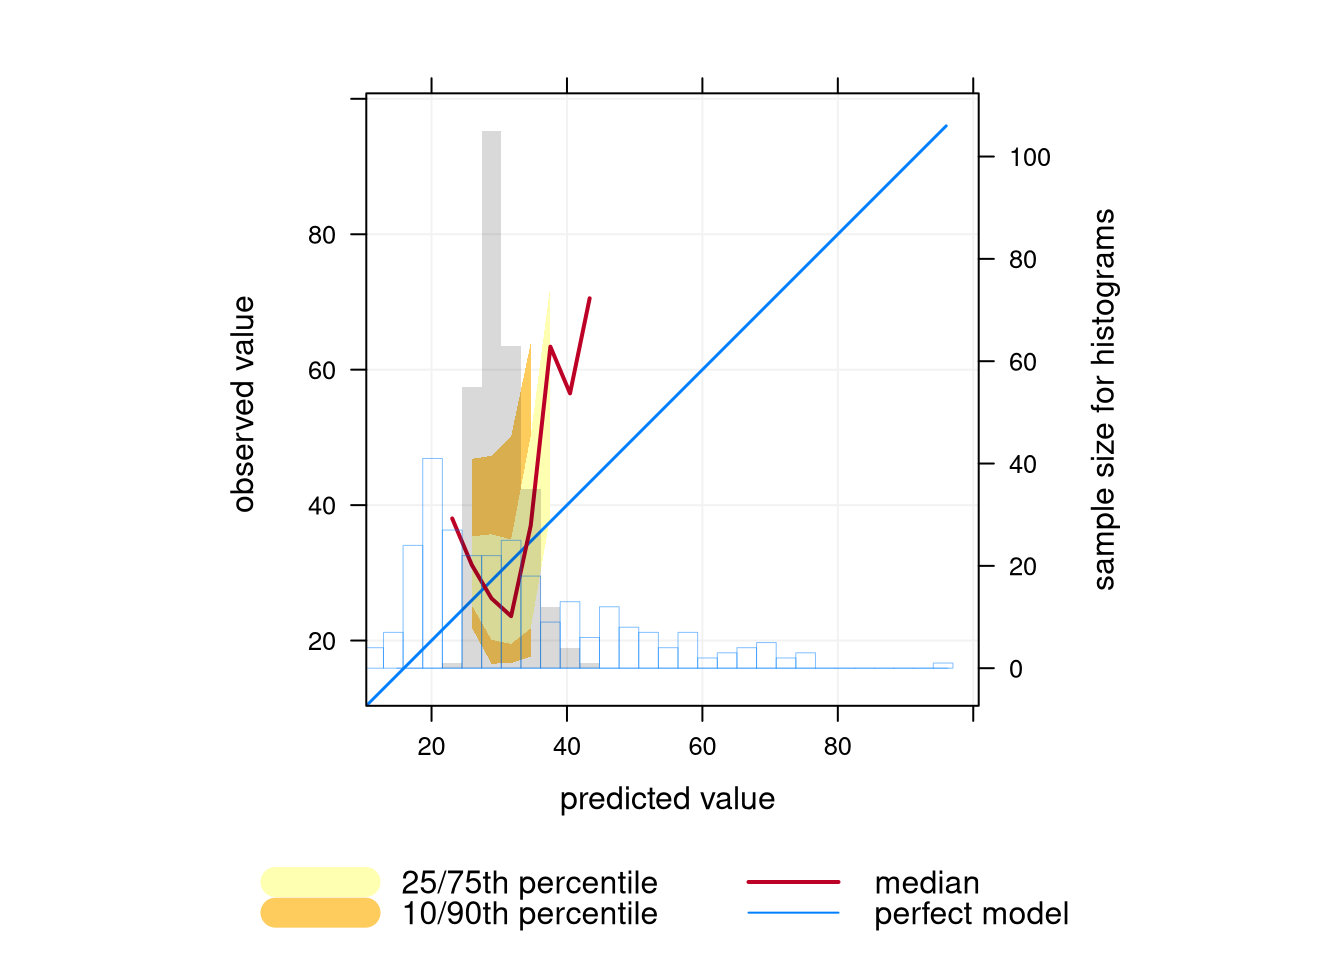 observed value
80
60
40
20
20
40
60
80
predicted value
100
80
60
40
20
0
sample size for histograms
25/75th percentile
10/90th percentile
median
perfect model